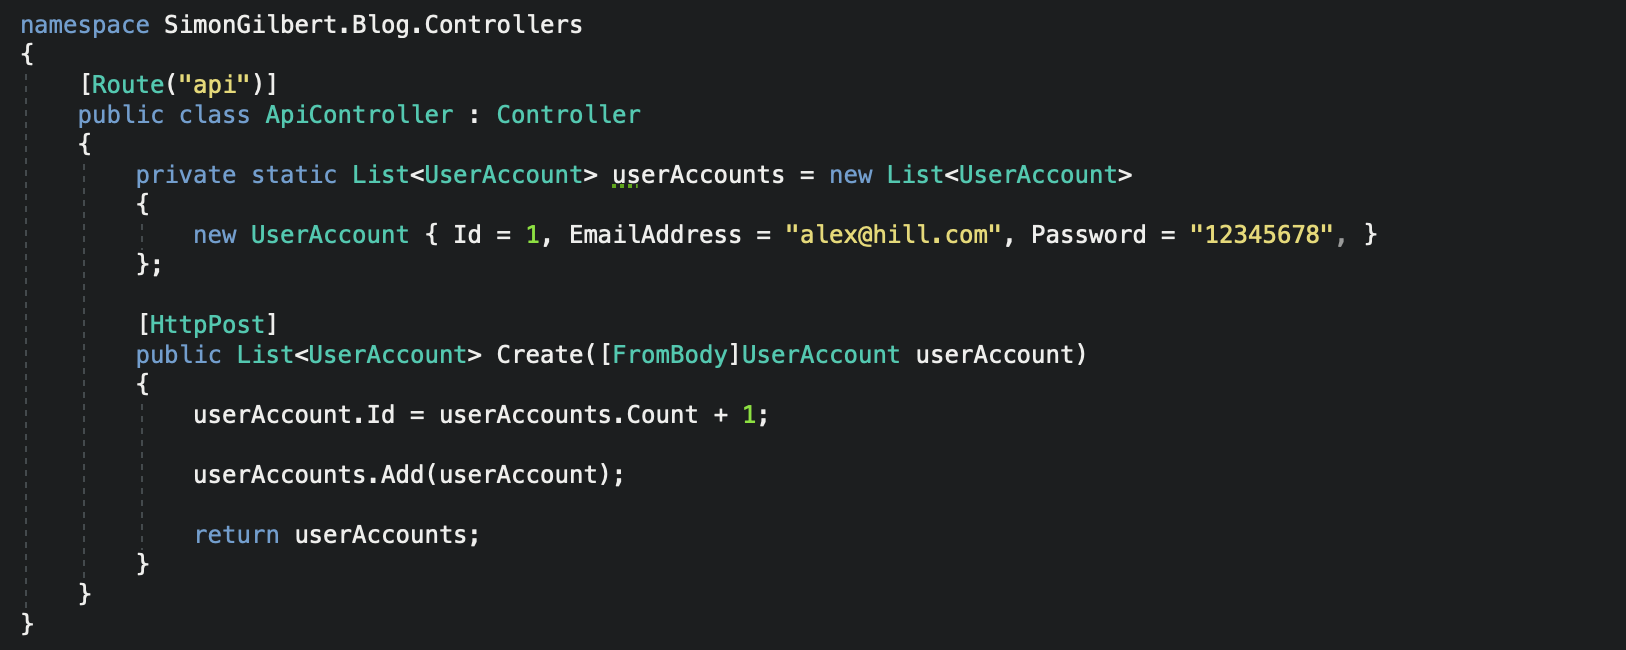 namespace SimonGilbert.Blog.Controllers
{
    [Route("api")]
    public class ApiController : Controller
    {
        private static List<UserAccount> userAccounts = new List<UserAccount>
        {
            new UserAccount { Id = 1, EmailAddress = "alex@hill.com", Password = "12345678", }
        };

        [HttpPost]
        public List<UserAccount> Create([FromBody]UserAccount userAccount)
        {
            userAccount.Id = userAccounts.Count + 1;

            userAccounts.Add(userAccount);

            return userAccounts;
        }
    }
}